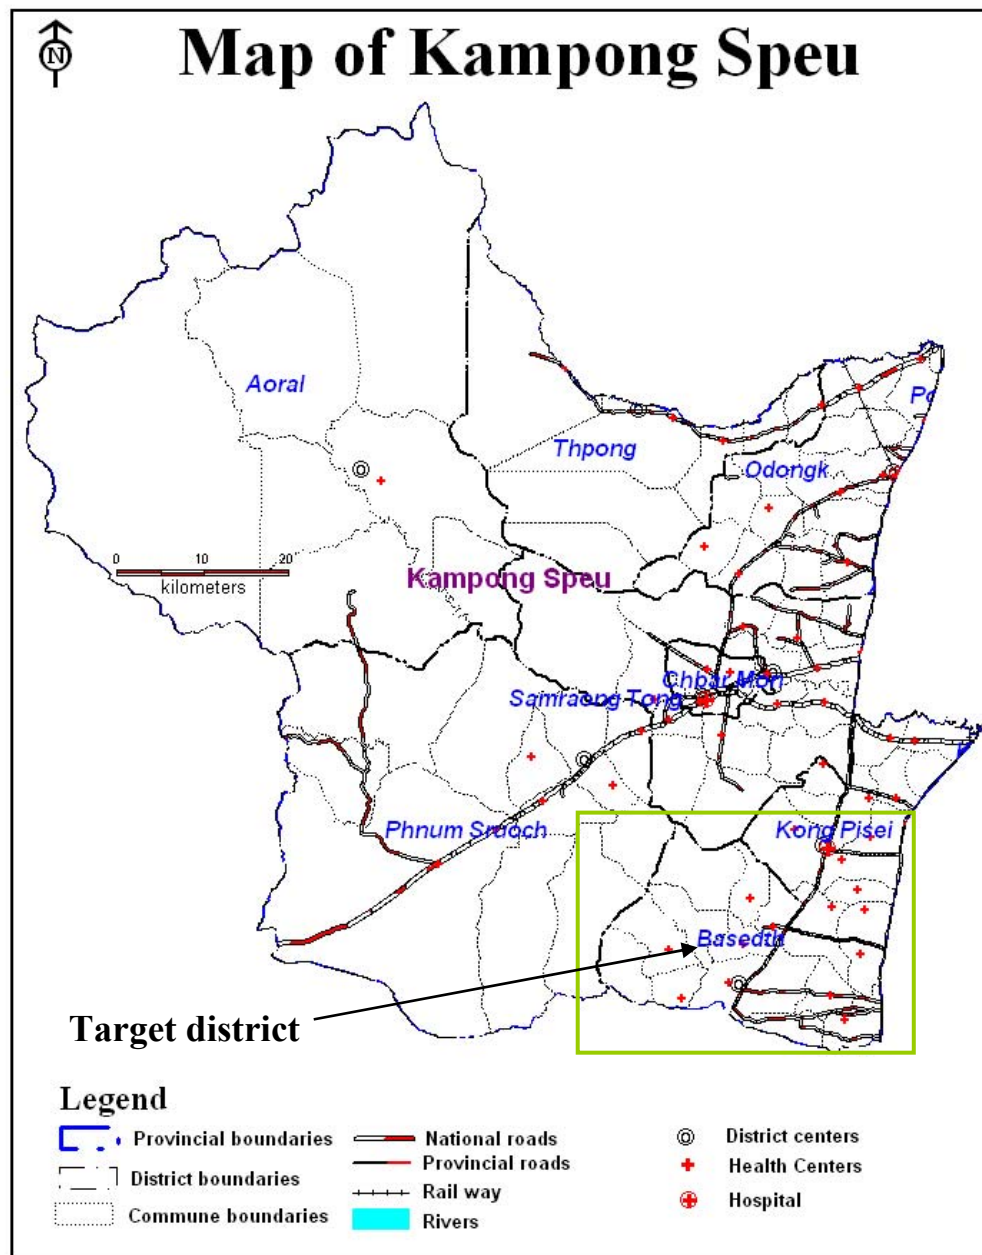 N
Map of Kampong Speu
Aoral
Thpong
Odongk
0 10 20
kilometers
Kampong Speu
Chbar Mon
Samraong Tong
Phnum Sruoch
Kong Pisei
Basedth
Target district
Legend
Provincial boundaries
District boundaries
Commune boundaries
National roads
Provincial roads
Rail way
Rivers
District centers
Health Centers
Hospital